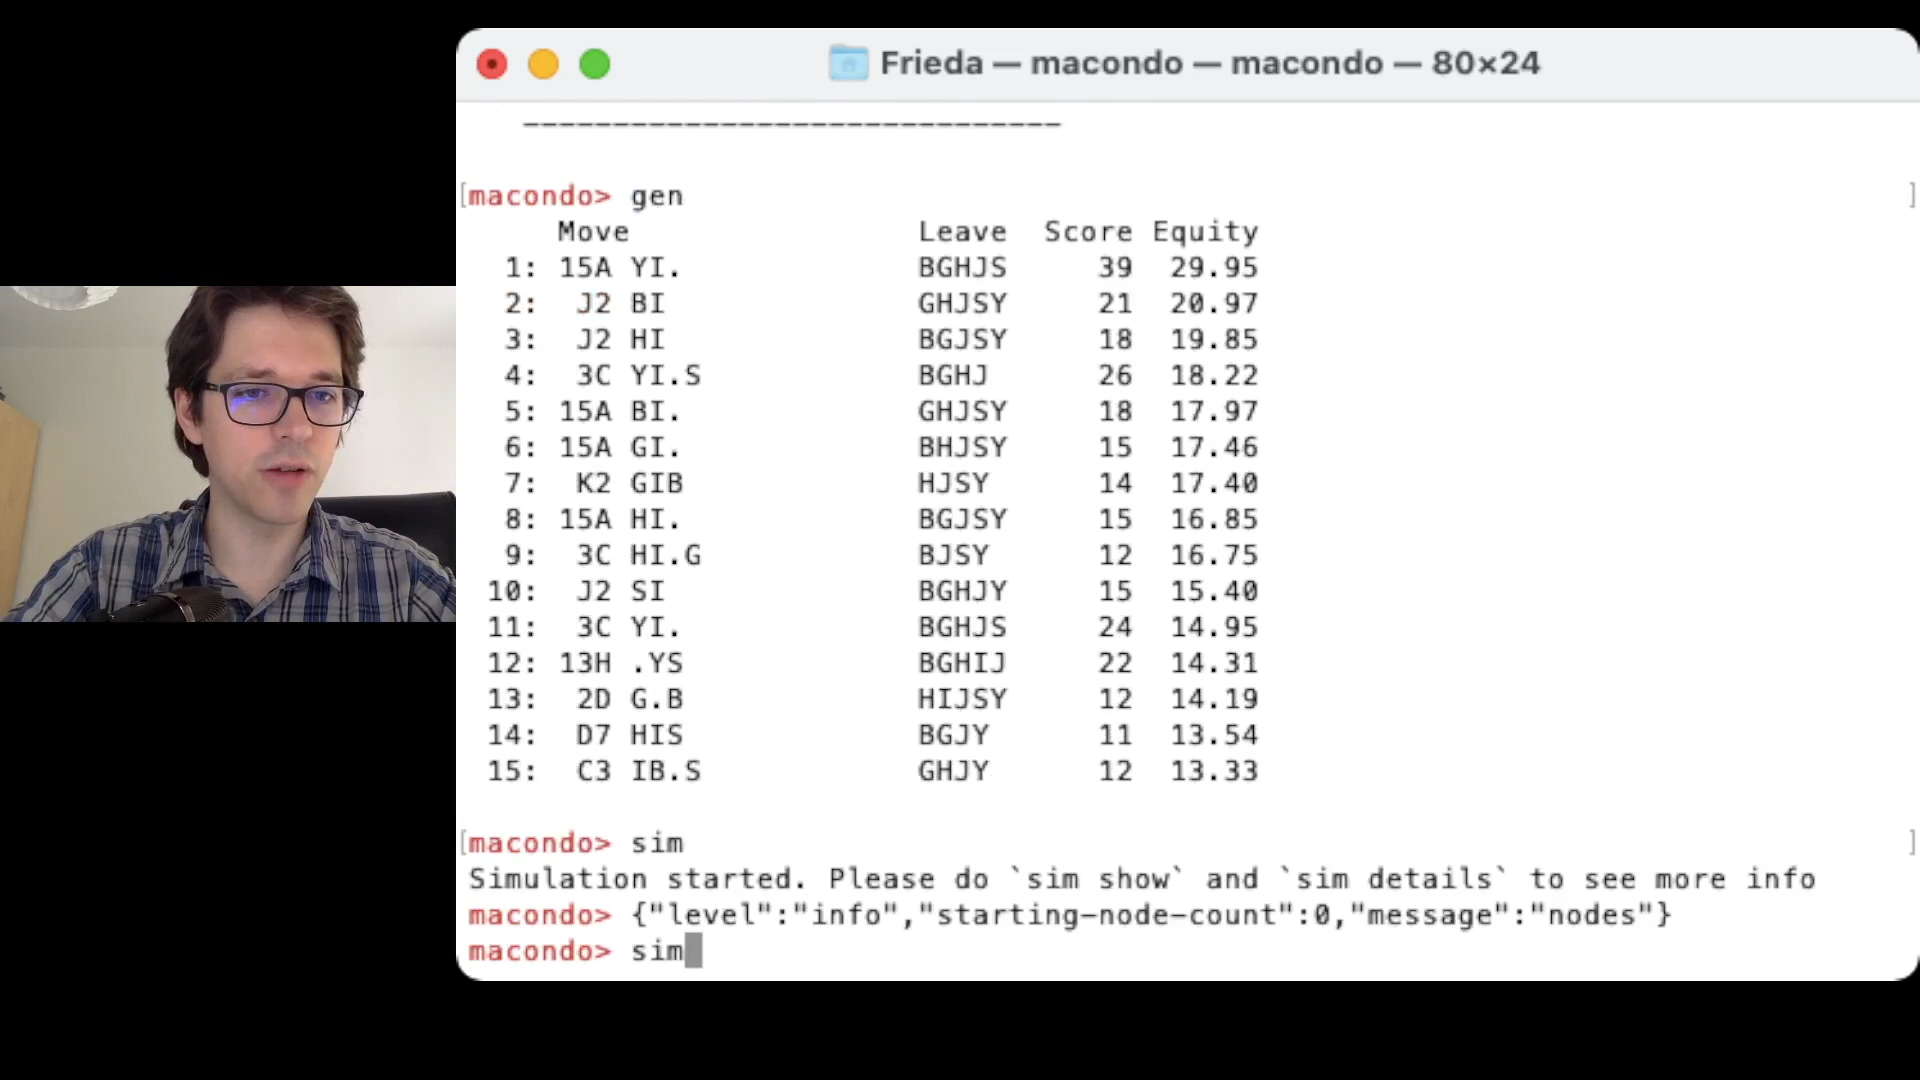 Frieda — macondo — macondo — 80×24
------------------------------
[macondo> gen ]
Move Leave Score Equity
1: 15A YI. BGHJS 39 29.95
2: J2 BI GHJSY 21 20.97
3: J2 HI BGJSY 18 19.85
4: 3C YI.S BGHJ 26 18.22
5: 15A BI. GHJSY 18 17.97
6: 15A GI. BHJSY 15 17.46
7: K2 GIB HJSY 14 17.40
8: 15A HI. BGJSY 15 16.85
9: 3C HI.G BJSY 12 16.75
10: J2 SI BGHJY 15 15.40
11: 3C YI. BGHJS 24 14.95
12: 13H .YS BGHIJ 22 14.31
13: 2D G.B HIJSY 12 14.19
14: D7 HIS BGJY 11 13.54
15: C3 IB.S GHJY 12 13.33
[macondo> sim ]
Simulation started. Please do `sim show` and `sim details` to see more info
macondo> {"level":"info","starting-node-count":0,"message":"nodes"}
macondo> sim